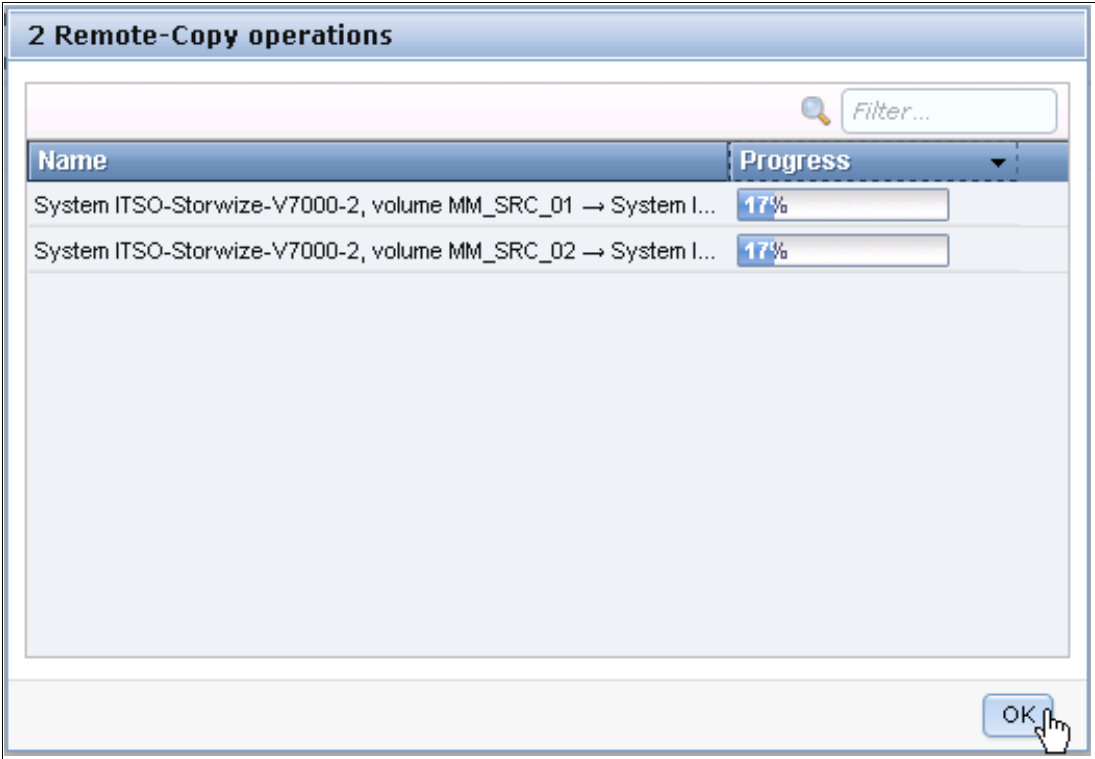 2 Remote-Copy operations
Filter...
Name Progress
System ITSO-Storwize-V7000-2, volume MM_SRC_01 → System I... 17%
System ITSO-Storwize-V7000-2, volume MM_SRC_02 → System I... 17%
OK